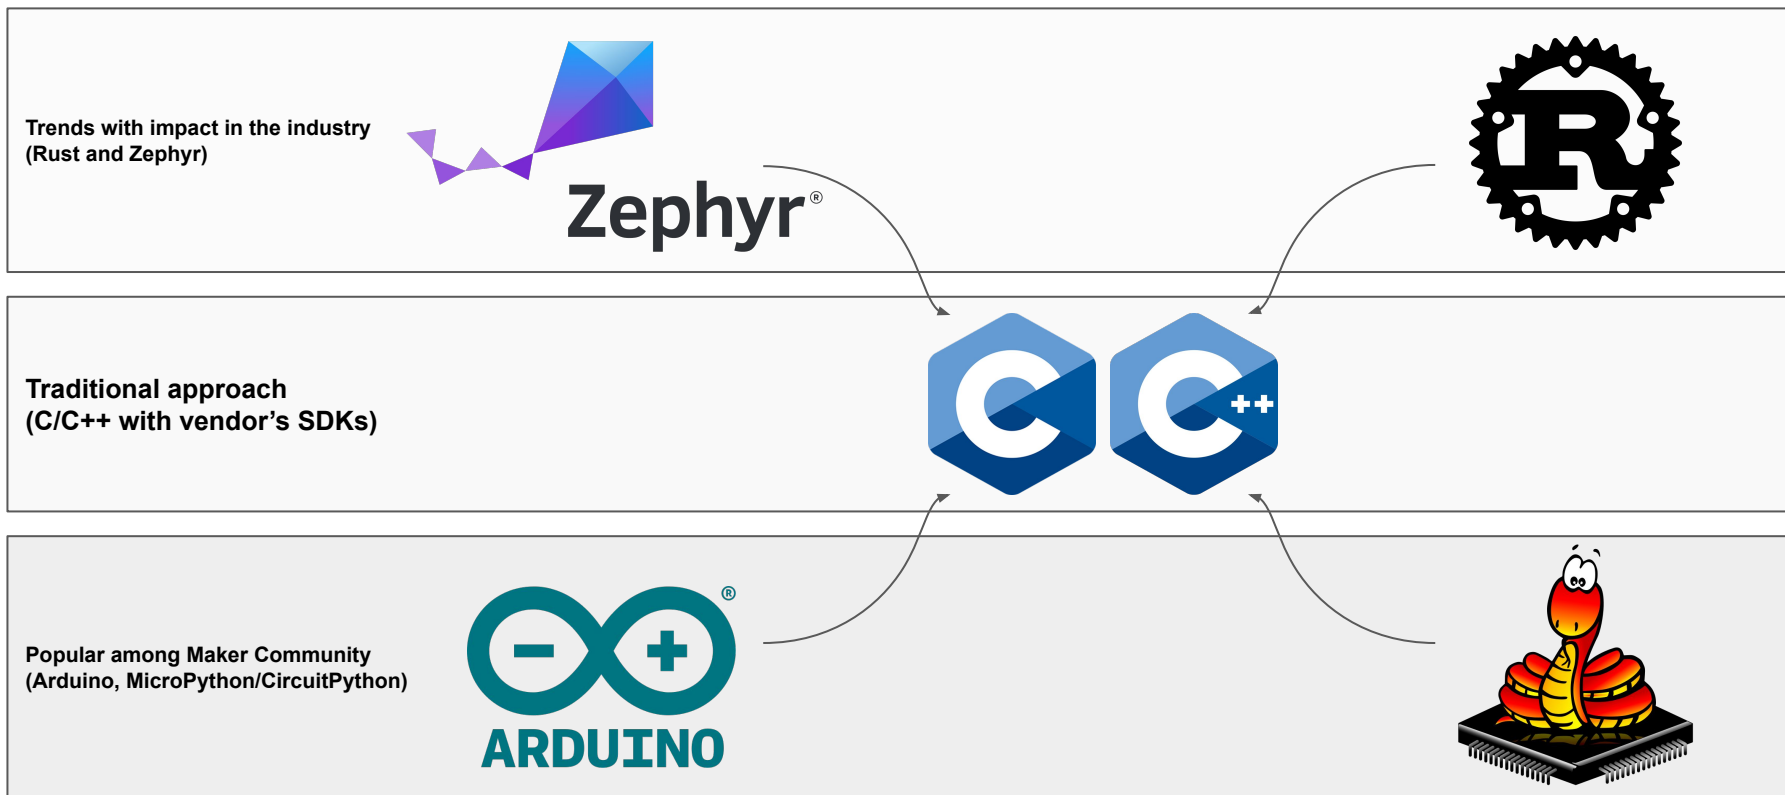 Trends with impact in the industry
(Rust and Zephyr)
Zephyr®
R
Traditional approach
(C/C++ with vendor’s SDKs)
C
C++
Popular among Maker Community
(Arduino, MicroPython/CircuitPython)
- +
®
ARDUINO